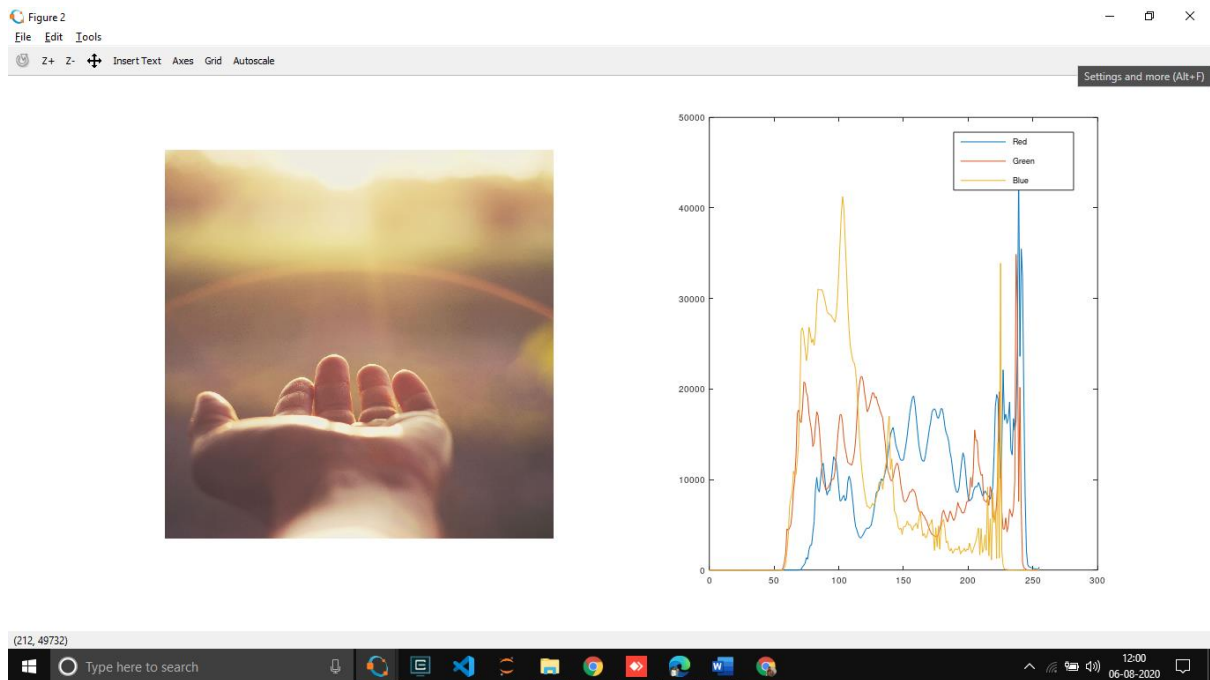 Figure 2
File Edit Tools
Z+ Z- Insert Text Axes Grid Autoscale
Settings and more (Alt+F)
50000
40000
30000
20000
10000
0
0 50 100 150 200 250 300
Red
Green
Blue
(212, 49732)
Type here to search
12:00
06-08-2020